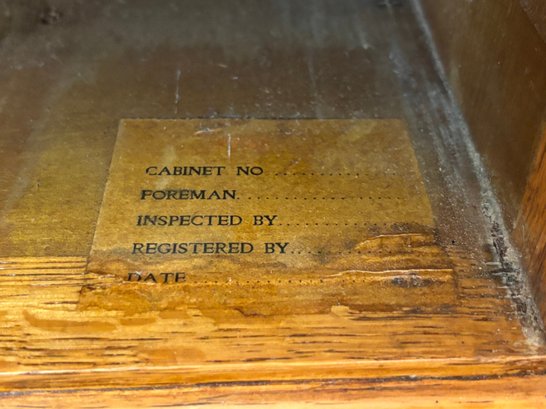 CABINET NO............
FOREMAN..................
INSPECTED BY..............
REGISTERED BY..............
DATE..........................